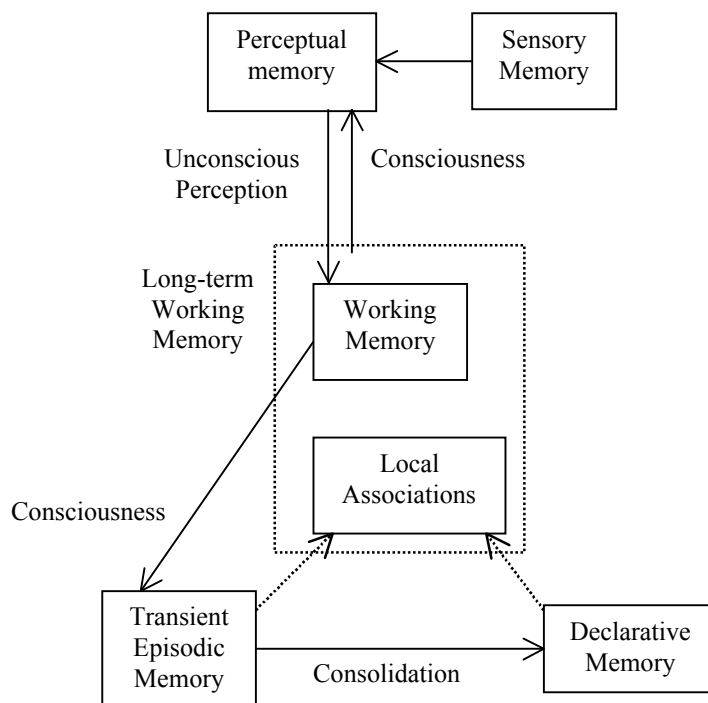 Perceptual
memory
Sensory
Memory
Unconscious
Perception
Consciousness
Long-term
Working
Memory
Working
Memory
Local
Associations
Consciousness
Transient
Episodic
Memory
Consolidation
Declarative
Memory